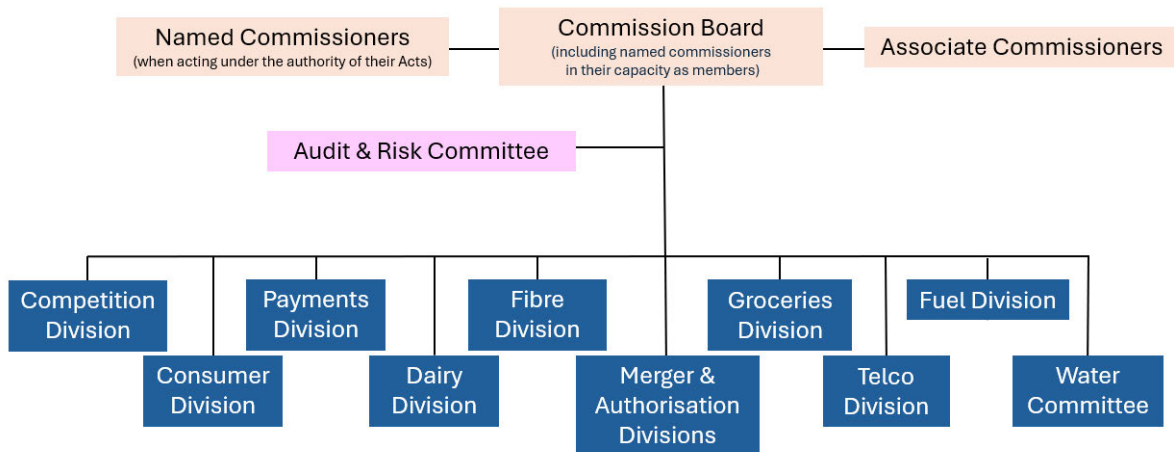 Named Commissioners
(when acting under the authority of their Acts)
Commission Board
(including named commissioners
in their capacity as members)
Associate Commissioners
Audit & Risk Committee
Competition
Division
Consumer
Division
Payments
Division
Dairy
Division
Fibre
Division
Merger &
Authorisation
Divisions
Groceries
Division
Telco
Division
Fuel Division
Water
Committee